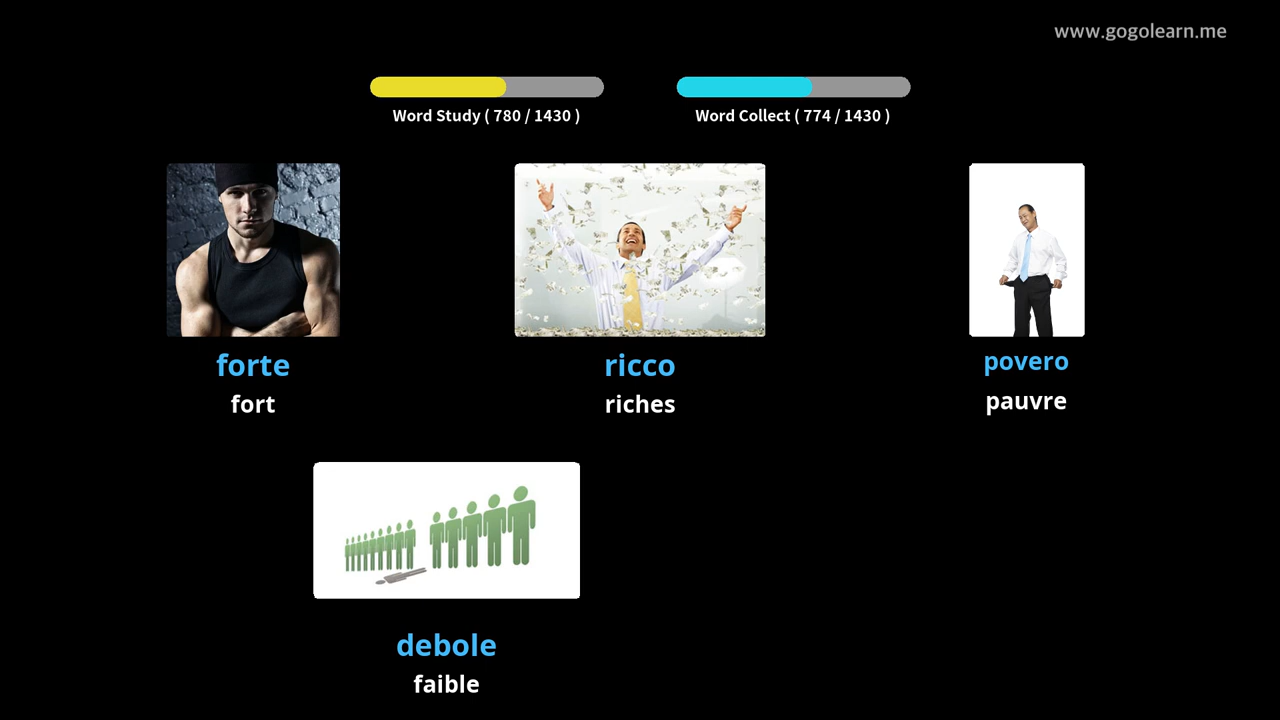 www.gogolearn.me
Word Study ( 780 / 1430 )
Word Collect ( 774 / 1430 )
forte
fort
ricco
riches
povero
pauvre
debole
faible